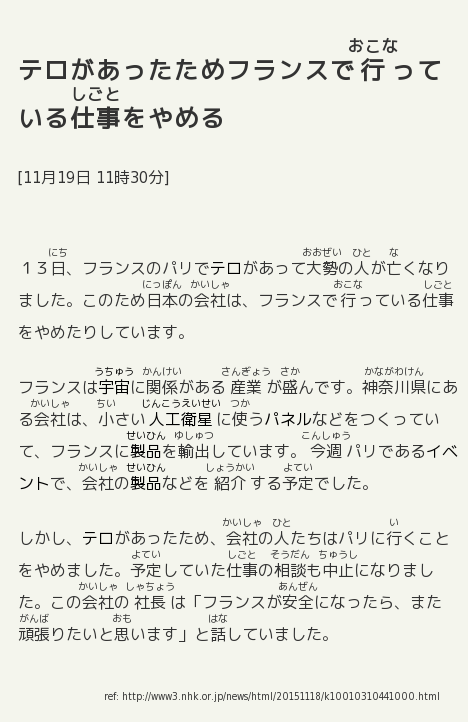 テロがあったためフランスで行って
いる仕事をやめる
[11月19日 11時30分]
１３日、フランスのパリでテロがあって大勢の人が亡くなり
ました。このため日本の会社は、フランスで行っている仕事
をやめたりしています。
フランスは宇宙に関係がある産業が盛んです。神奈川県にあ
る会社は、小さい人工衛星に使うパネルなどをつくってい
て、フランスに製品を輸出しています。今週パリであるイベ
ントで、会社の製品などを紹介する予定でした。
しかし、テロがあったため、会社の人たちはパリに行くこと
をやめました。予定していた仕事の相談も中止になりまし
た。この会社の社長は「フランスが安全になったら、また
頑張りたいと思います」と話していました。
ref: http://www3.nhk.or.jp/news/html/20151118/k10010310441000.html